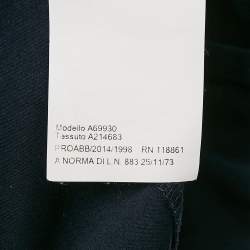 Modello A69930
Tessuto A214683
PROABB/2014/1998 RN 118861
A NORMA DI L.N. 883 25/11/73